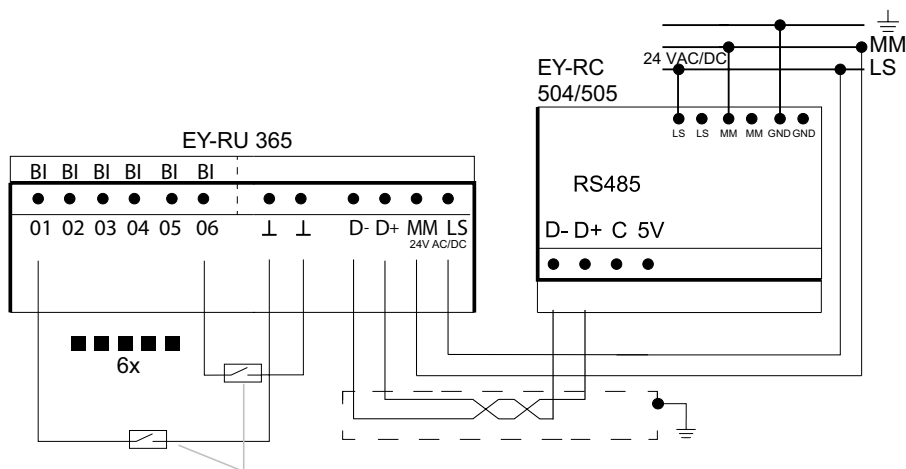 MM
24 VAC/DC
LS
EY-RC
504/505
LS LS MM MM GND GND
EY-RU 365
BI BI BI BI BI BI
RS485
01 02 03 04 05 06 ⊥ ⊥ D- D+ MM LS
24V AC/DC
D- D+ C 5V
6x